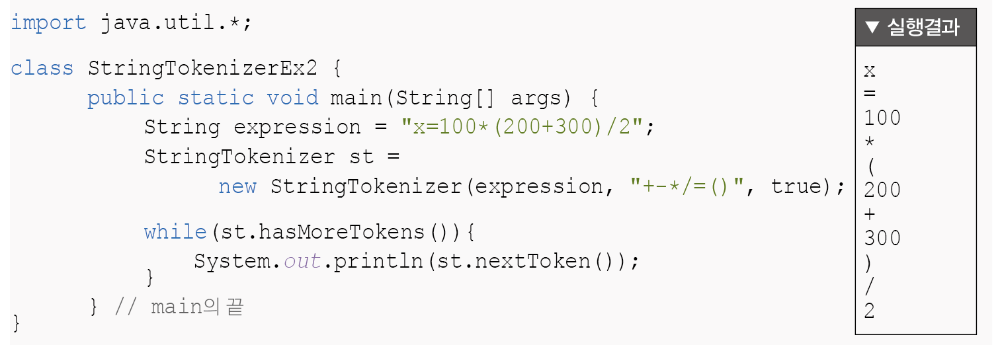 import java.util.*;
class StringTokenizerEx2 {
public static void main(String[] args) {
String expression = "x=100*(200+300)/2";
StringTokenizer st =
new StringTokenizer(expression, "+-*/=()", true);
while(st.hasMoreTokens()){
System.out.println(st.nextToken());
}
} // main의 끝
}
▼ 실행결과
x
=
100
*
(
200
+
300
)
/
2